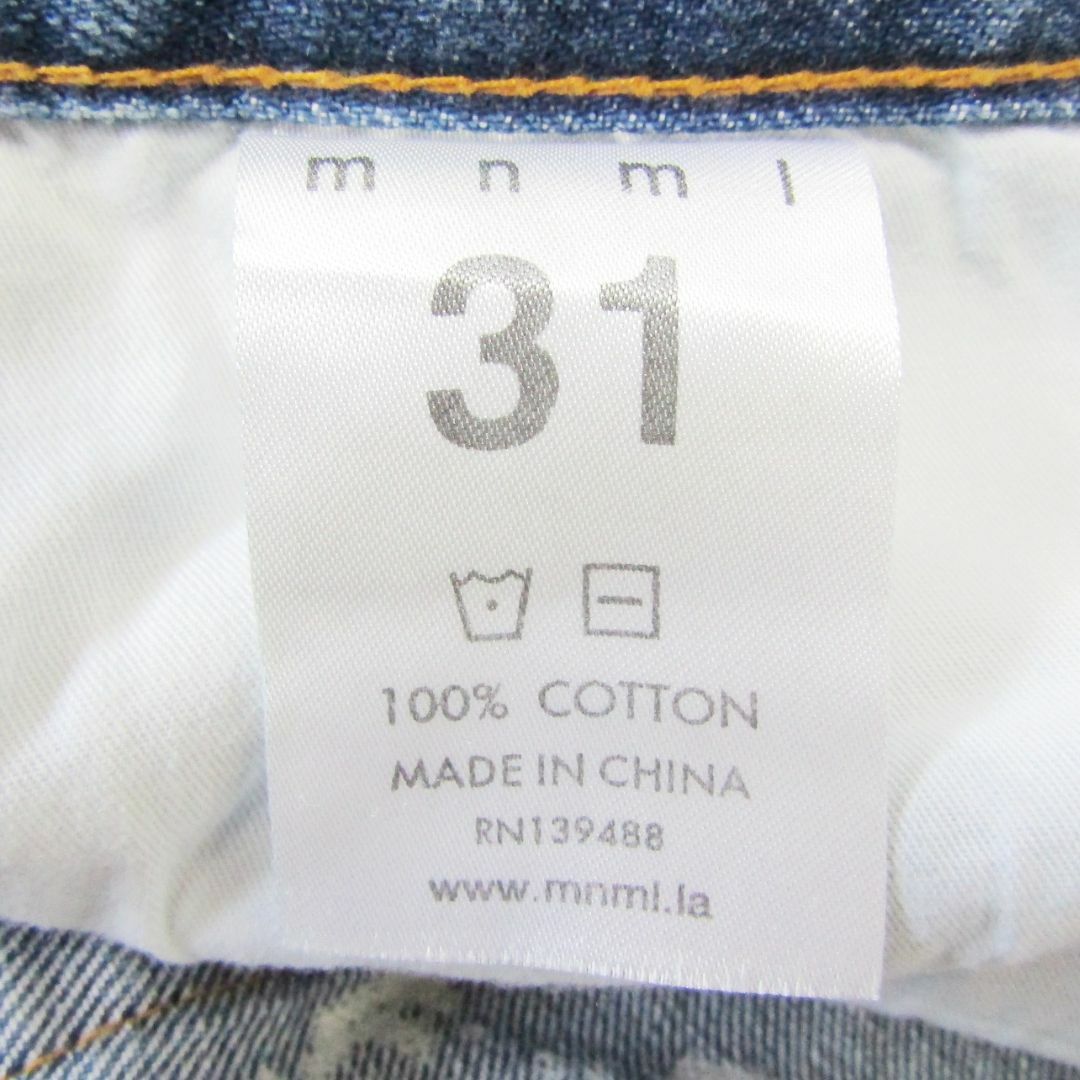 m n m l
31
100% COTTON
MADE IN CHINA
RN139488
www.mnml.la